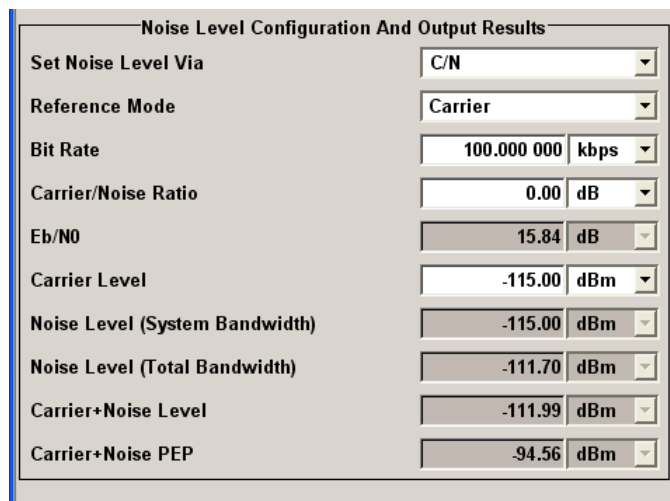 Noise Level Configuration And Output Results
Set Noise Level Via C/N
Reference Mode Carrier
Bit Rate 100.000 000 kbps
Carrier/Noise Ratio 0.00 dB
Eb/N0 15.84 dB
Carrier Level -115.00 dBm
Noise Level (System Bandwidth) -115.00 dBm
Noise Level (Total Bandwidth) -111.70 dBm
Carrier+Noise Level -111.99 dBm
Carrier+Noise PEP -94.56 dBm